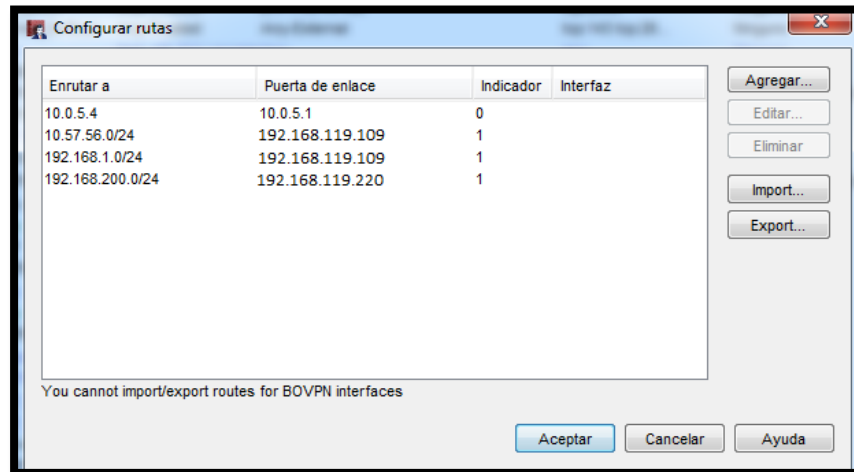 Configurar rutas
Enrutar a Puerta de enlace Indicador Interfaz
10.0.5.4 10.0.5.1 0
10.57.56.0/24 192.168.119.109 1
192.168.1.0/24 192.168.119.109 1
192.168.200.0/24 192.168.119.220 1
Agregar...
Editar...
Eliminar
Import...
Export...
You cannot import/export routes for BOVPN interfaces
Aceptar Cancelar Ayuda